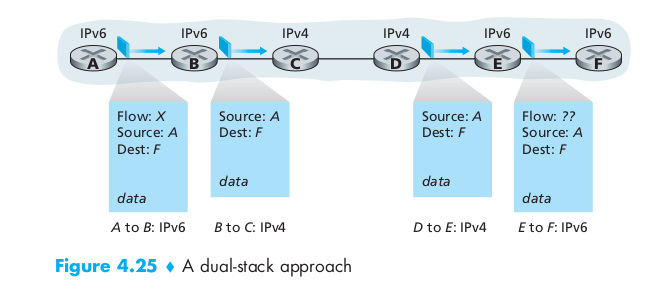 IPv6 IPv6 IPv4 IPv4 IPv6 IPv6
A B C D E F
Flow: X
Source: A
Dest: F
data
Source: A
Dest: F
data
Source: A
Dest: F
data
Flow: ??
Source: A
Dest: F
data
A to B: IPv6 B to C: IPv4 D to E: IPv4 E to F: IPv6
Figure 4.25 ♦ A dual-stack approach